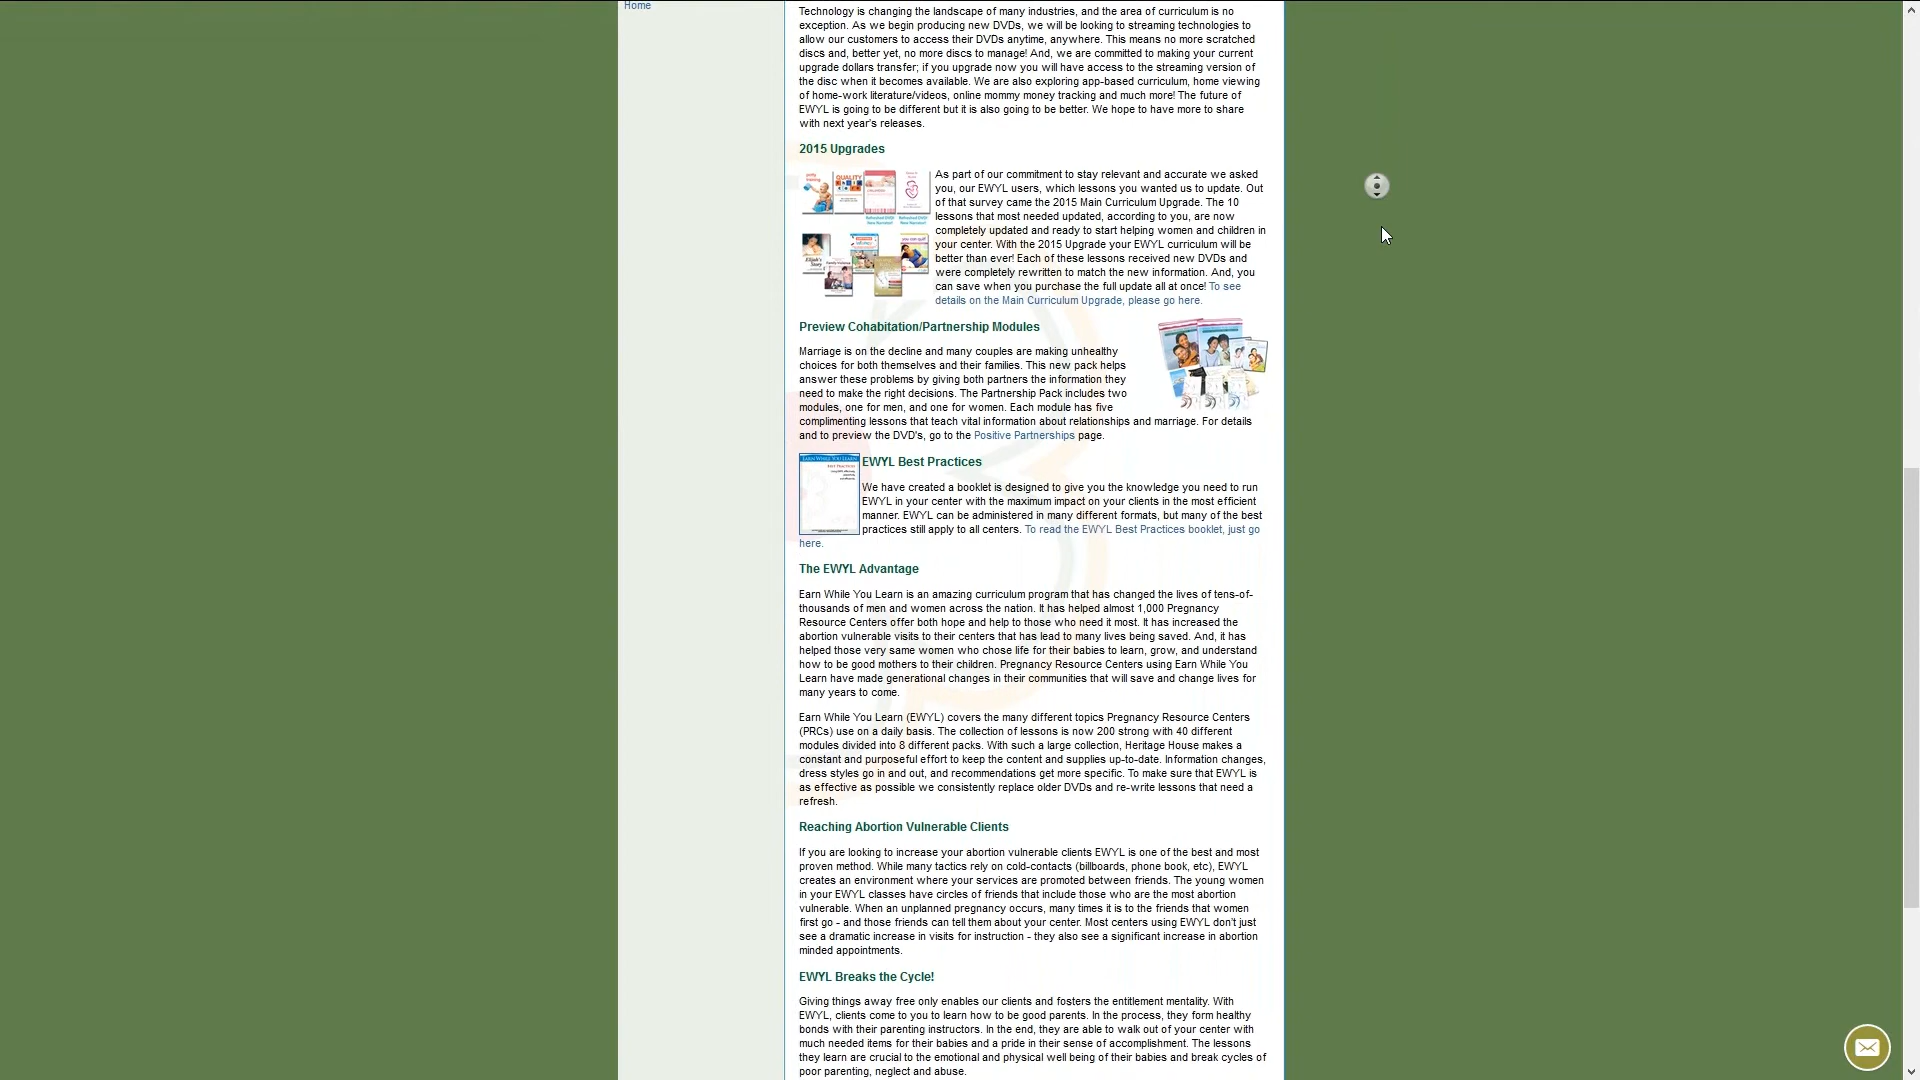 Home
Technology is changing the landscape of many industries, and the area of curriculum is no
exception. As we begin producing new DVDs, we will be looking to streaming technologies to
allow our customers to access their DVDs anytime, anywhere. This means no more scratched
discs and, better yet, no more discs to manage! And, we are committed to making your current
upgrade dollars transfer; if you upgrade now you will have access to the streaming version of
the disc when it becomes available. We are also exploring app-based curriculum, home viewing
of home-work literature/videos, online mommy money tracking and much more! The future of
EWYL is going to be different but it is also going to be better. We hope to have more to share
with next year's releases.
2015 Upgrades
QUALITY
As part of our commitment to stay relevant and accurate we asked
you, our EWYL users, which lessons you wanted us to update. Out
of that survey came the 2015 Main Curriculum Upgrade. The 10
lessons that most needed updated, according to you, are now
completely updated and ready to start helping women and children in
your center. With the 2015 Upgrade your EWYL curriculum will be
better than ever! Each of these lessons received new DVDs and
were completely rewritten to match the new information. And, you
can save when you purchase the full update all at once! To see
details on the Main Curriculum Upgrade, please go here.
Preview Cohabitation/Partnership Modules
Marriage is on the decline and many couples are making unhealthy
choices for both themselves and their families. This new pack helps
answer these problems by giving both partners the information they
need to make the right decisions. The Partnership Pack includes two
modules, one for men, and one for women. Each module has five
complimenting lessons that teach vital information about relationships and marriage. For details
and to preview the DVD's, go to the Positive Partnerships page.
EARN WHILE YOU LEARN
EWYL Best Practices
We have created a booklet is designed to give you the knowledge you need to run
EWYL in your center with the maximum impact on your clients in the most efficient
manner. EWYL can be administered in many different formats, but many of the best
practices still apply to all centers. To read the EWYL Best Practices booklet, just go
here.
The EWYL Advantage
Earn While You Learn is an amazing curriculum program that has changed the lives of tens-of-
thousands of men and women across the nation. It has helped almost 1,000 Pregnancy
Resource Centers offer both hope and help to those who need it most. It has increased the
abortion vulnerable visits to their centers that has lead to many lives being saved. And, it has
helped those very same women who chose life for their babies to learn, grow, and understand
how to be good mothers to their children. Pregnancy Resource Centers using Earn While You
Learn have made generational changes in their communities that will save and change lives for
many years to come.
Earn While You Learn (EWYL) covers the many different topics Pregnancy Resource Centers
(PRCs) use on a daily basis. The collection of lessons is now 200 strong with 40 different
modules divided into 8 different packs. With such a large collection, Heritage House makes a
constant and purposeful effort to keep the content and supplies up-to-date. Information changes,
dress styles go in and out, and recommendations get more specific. To make sure that EWYL is
as effective as possible we consistently replace older DVDs and re-write lessons that need a
refresh.
Reaching Abortion Vulnerable Clients
If you are looking to increase your abortion vulnerable clients EWYL is one of the best and most
proven method. While many tactics rely on cold-contacts (billboards, phone book, etc), EWYL
creates an environment where your services are promoted between friends. The young women
in your EWYL classes have circles of friends that include those who are the most abortion
vulnerable. When an unplanned pregnancy occurs, many times it is to the friends that women
first go - and those friends can tell them about your center. Most centers using EWYL don't just
see a dramatic increase in visits for instruction - they also see a significant increase in abortion
minded appointments.
EWYL Breaks the Cycle!
Giving things away free only enables our clients and fosters the entitlement mentality. With
EWYL, clients come to you to learn how to be good parents. In the process, they form healthy
bonds with their parenting instructors. In the end, they are able to walk out of your center with
much needed items for their babies and a pride in their sense of accomplishment. The lessons
they learn are crucial to the emotional and physical well being of their babies and break cycles of
poor parenting, neglect and abuse.